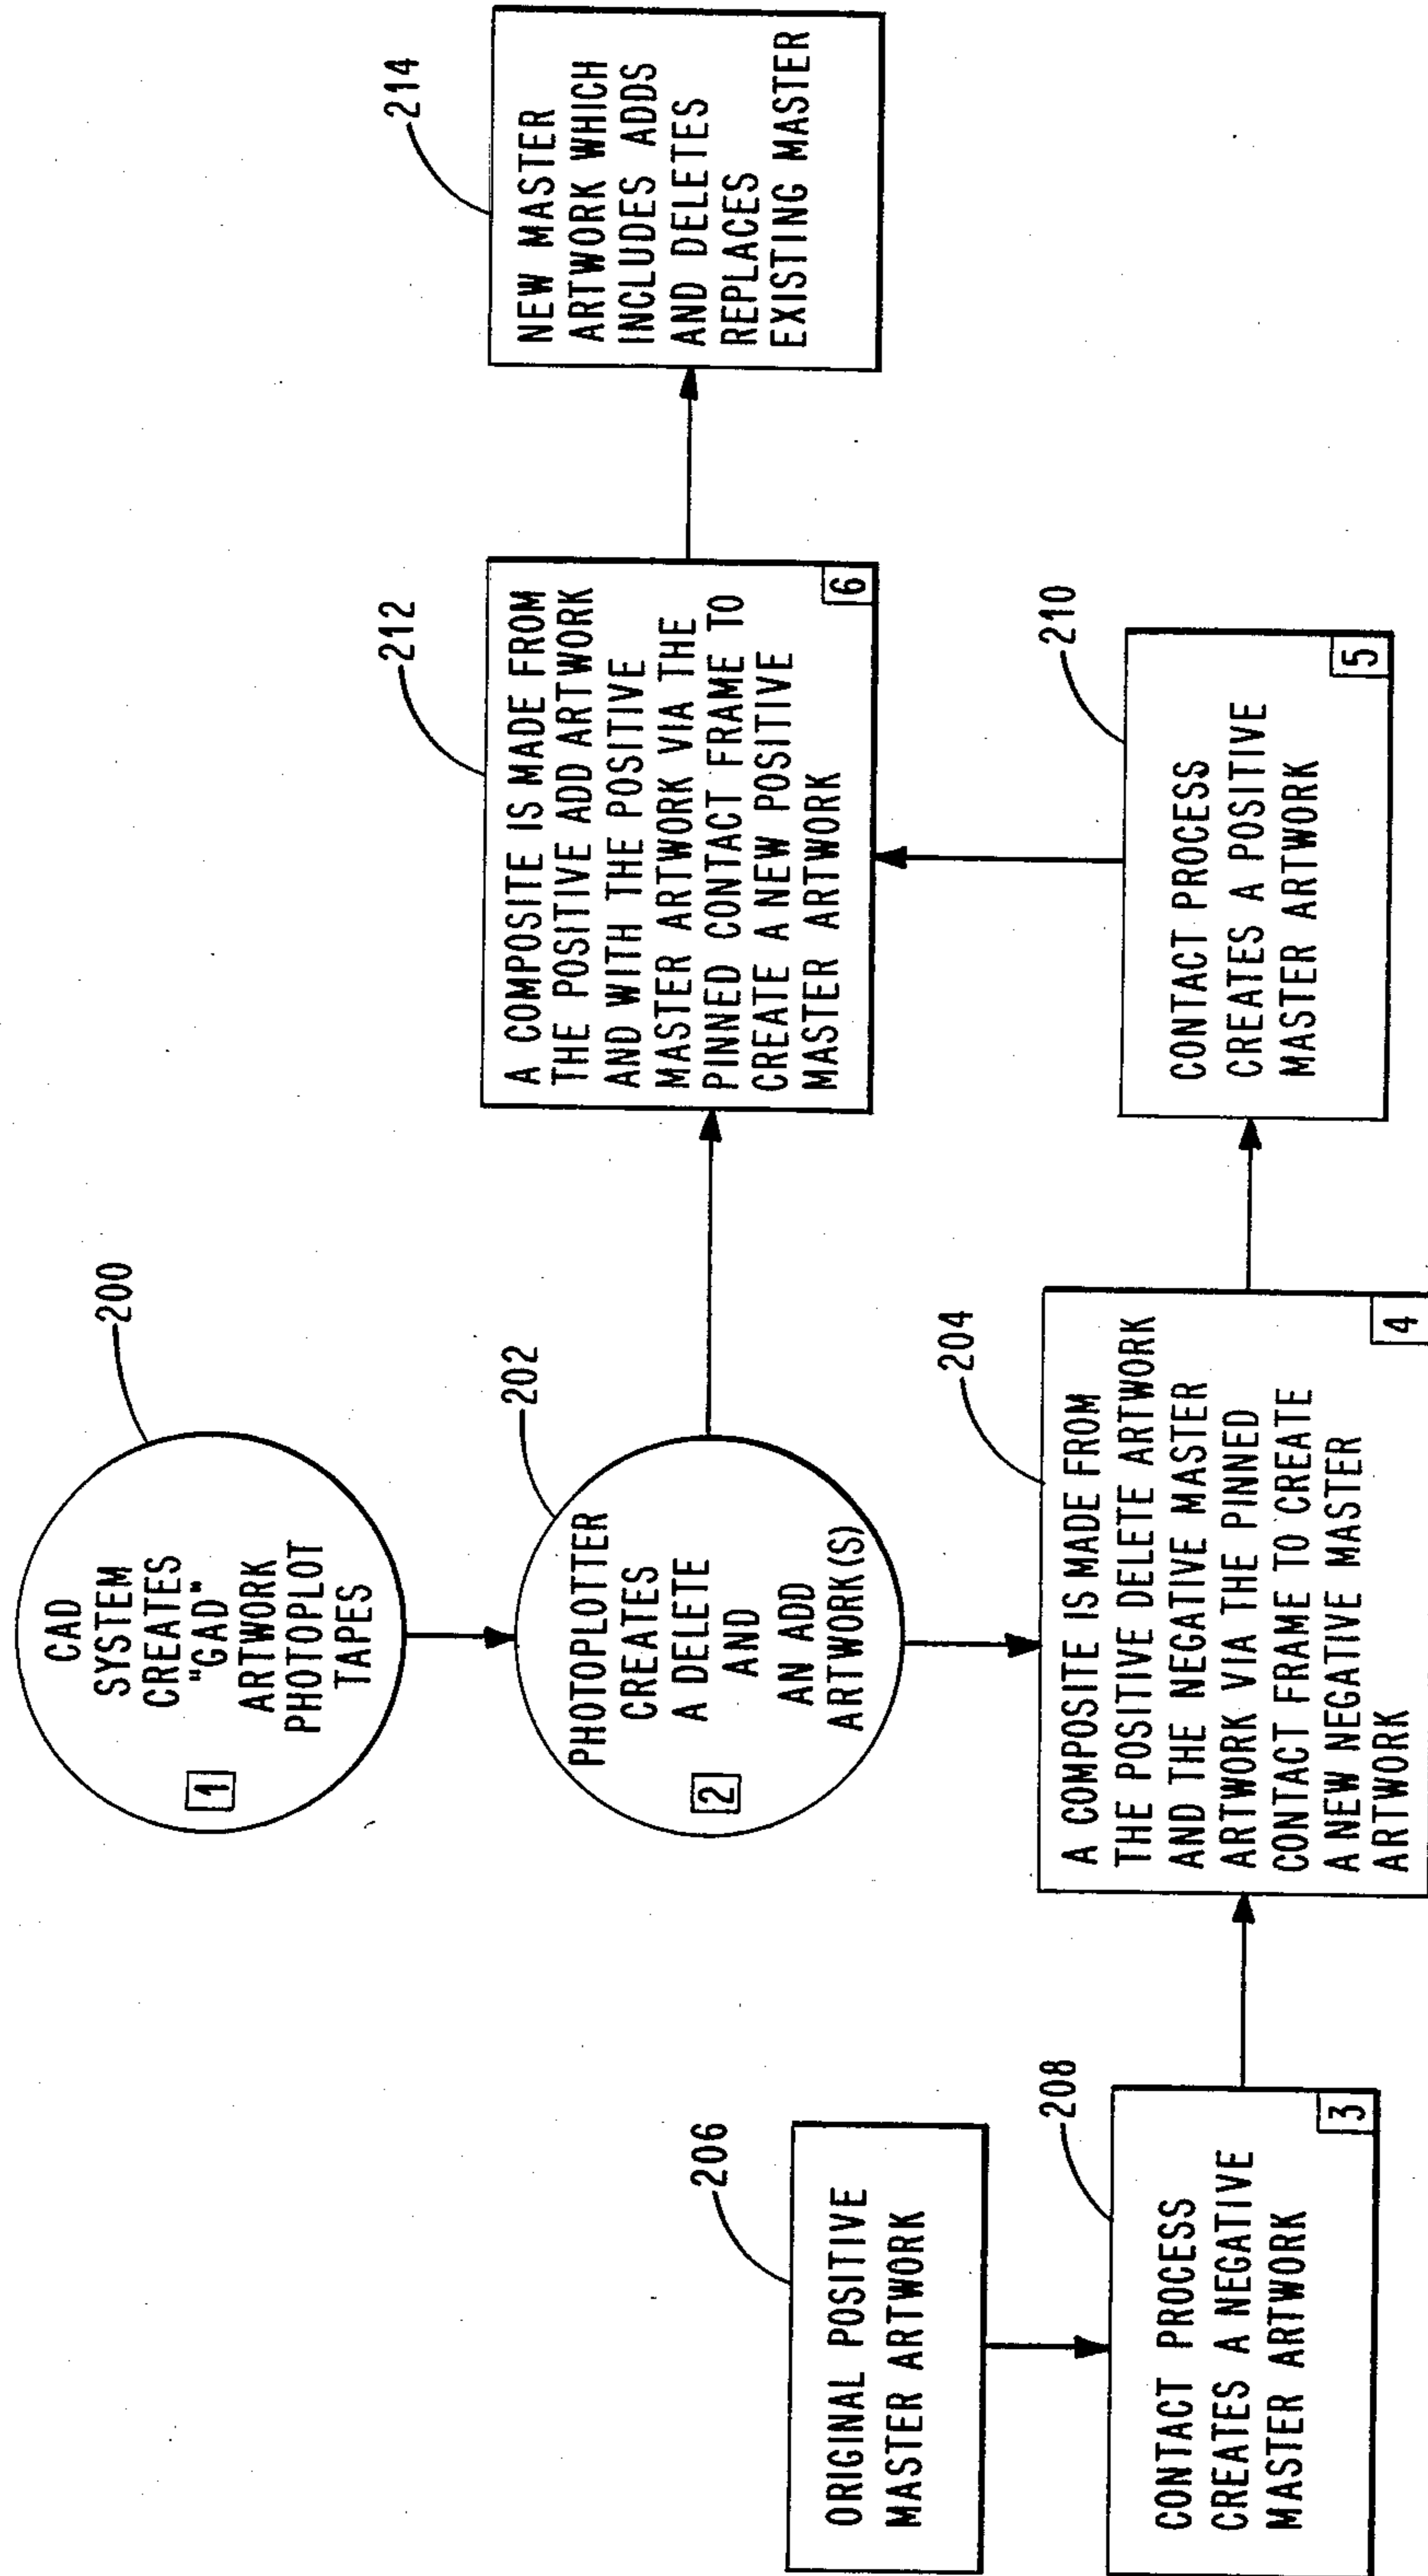 200
CAD
SYSTEM
CREATES
"GAD"
ARTWORK
PHOTOPLOT
TAPES
1
202
PHOTOPLOTTER
CREATES
A DELETE
AND
AN ADD
ARTWORK(S)
2
212
A COMPOSITE IS MADE FROM
THE POSITIVE ADD ARTWORK
AND WITH THE POSITIVE
MASTER ARTWORK VIA THE
PINNED CONTACT FRAME TO
CREATE A NEW POSITIVE
MASTER ARTWORK
6
214
NEW MASTER
ARTWORK WHICH
INCLUDES ADDS
AND DELETES
REPLACES
EXISTING MASTER
206
ORIGINAL POSITIVE
MASTER ARTWORK
208
CONTACT PROCESS
CREATES A NEGATIVE
MASTER ARTWORK
3
204
A COMPOSITE IS MADE FROM
THE POSITIVE DELETE ARTWORK
AND THE NEGATIVE MASTER
ARTWORK VIA THE PINNED
CONTACT FRAME TO CREATE
A NEW NEGATIVE MASTER
ARTWORK
4
210
CONTACT PROCESS
CREATES A POSITIVE
MASTER ARTWORK
5